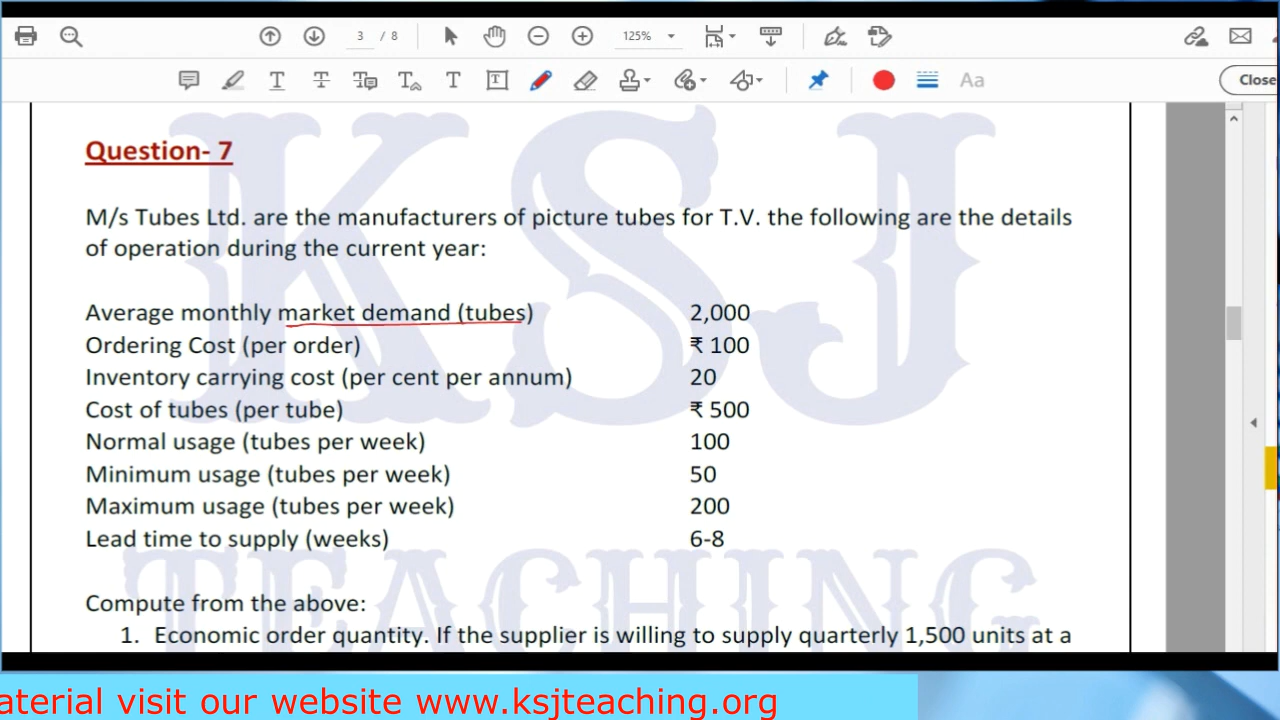 3 / 8
125%
T T T T T T
Aa
Close
KSJ
TEACHING
Question- 7
M/s Tubes Ltd. are the manufacturers of picture tubes for T.V. the following are the details
of operation during the current year:
Average monthly market demand (tubes) 2,000
Ordering Cost (per order) ₹ 100
Inventory carrying cost (per cent per annum) 20
Cost of tubes (per tube) ₹ 500
Normal usage (tubes per week) 100
Minimum usage (tubes per week) 50
Maximum usage (tubes per week) 200
Lead time to supply (weeks) 6-8
Compute from the above:
1. Economic order quantity. If the supplier is willing to supply quarterly 1,500 units at a
aterial visit our website www.ksjteaching.org